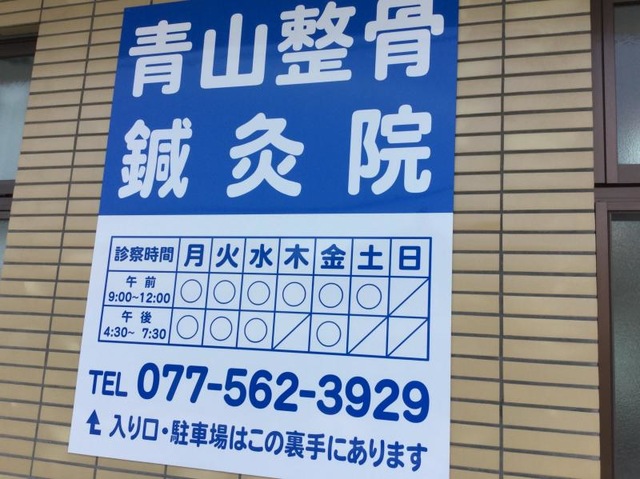 青山整骨
鍼灸院
診察時間 月 火 水 木 金 土 日
午前 9:00~12:00 ○ ○ ○ ○ ○ ○ ／
午後 4:30~ 7:30 ○ ○ ○ ／ ○ ／ ／
TEL 077-562-3929
入り口・駐車場はこの裏手にあります